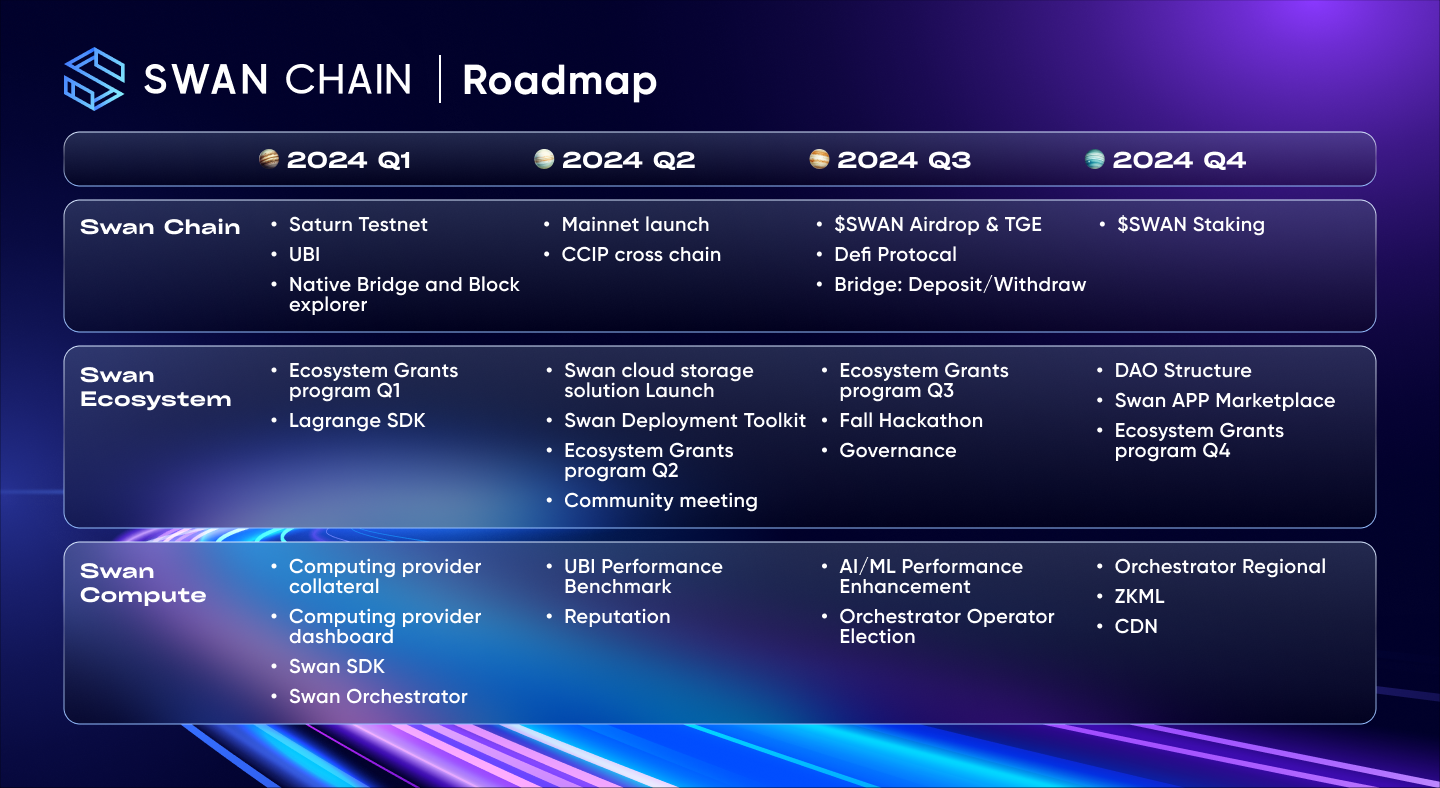 SWAN CHAIN | Roadmap
2024 Q1
2024 Q2
2024 Q3
2024 Q4
Swan Chain
• Saturn Testnet
• UBI
• Native Bridge and Block
explorer
• Mainnet launch
• CCIP cross chain
• $SWAN Airdrop & TGE
• Defi Protocal
• Bridge: Deposit/Withdraw
• $SWAN Staking
Swan
Ecosystem
• Ecosystem Grants
program Q1
• Lagrange SDK
• Swan cloud storage
solution Launch
• Swan Deployment Toolkit
• Ecosystem Grants
program Q2
• Community meeting
• Ecosystem Grants
program Q3
• Fall Hackathon
• Governance
• DAO Structure
• Swan APP Marketplace
• Ecosystem Grants
program Q4
Swan
Compute
• Computing provider
collateral
• Computing provider
dashboard
• Swan SDK
• Swan Orchestrator
• UBI Performance
Benchmark
• Reputation
• AI/ML Performance
Enhancement
• Orchestrator Operator
Election
• Orchestrator Regional
• ZKML
• CDN